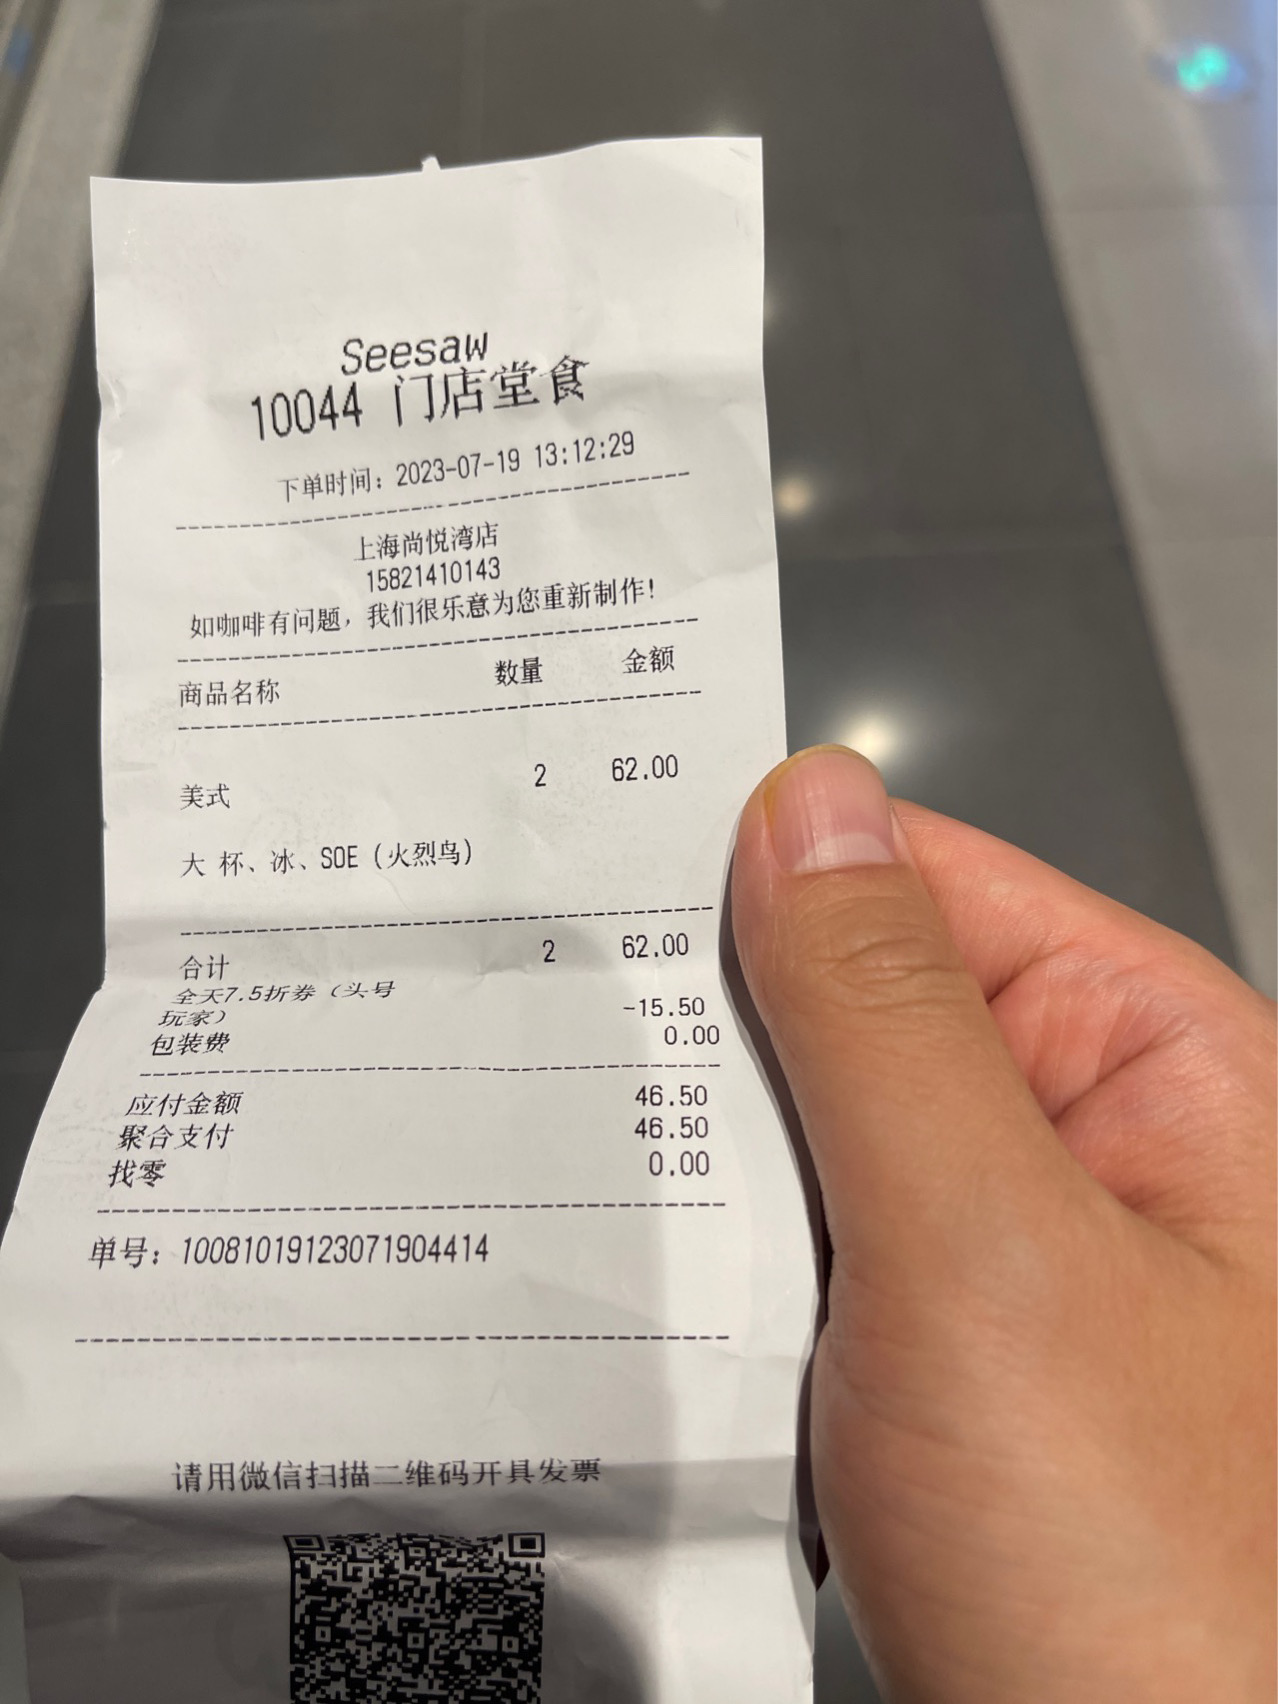 Seesaw
10044 门店堂食
下单时间：2023-07-19 13:12:29
上海尚悦湾店
15821410143
如咖啡有问题，我们很乐意为您重新制作！
商品名称 数量 金额
美式 2 62.00
大 杯、冰、SOE（火烈鸟）
合计 2 62.00
全天7.5折券（头号
玩家） -15.50
包装费 0.00
应付金额 46.50
聚合支付 46.50
找零 0.00
单号：10081019123071904414
请用微信扫描二维码开具发票